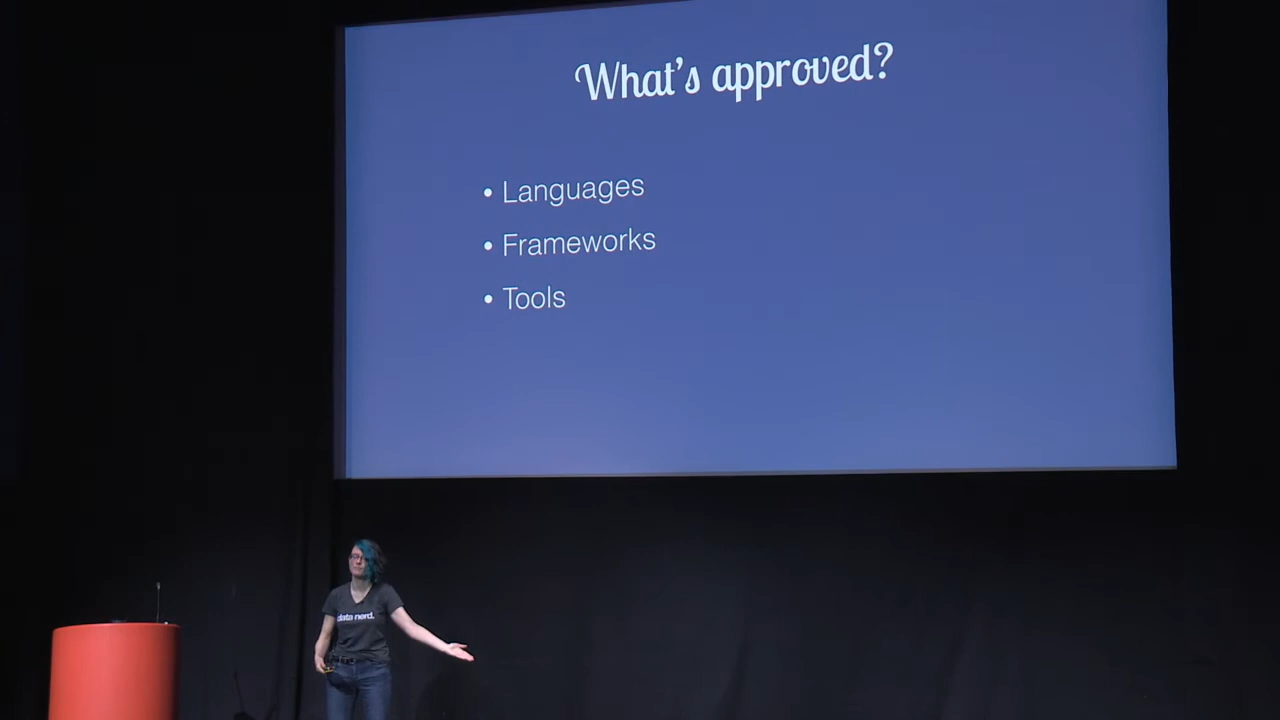 What's approved?
• Languages
• Frameworks
• Tools
data nerd.